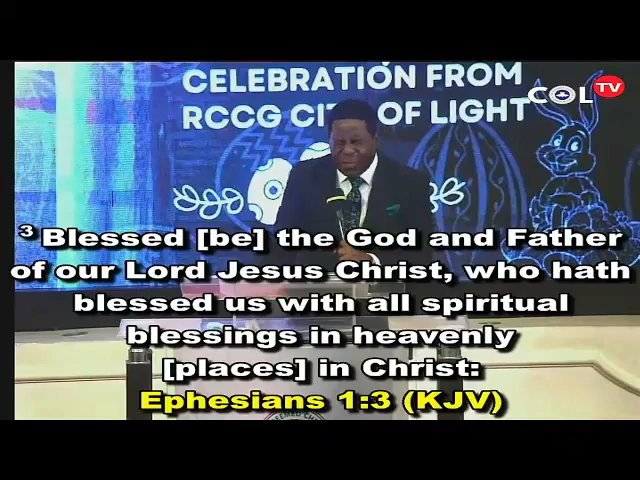 CELEBRATION FROM
RCCG CITY OF LIGHT
COL TV
3 Blessed [be] the God and Father
of our Lord Jesus Christ, who hath
blessed us with all spiritual
blessings in heavenly
[places] in Christ:
Ephesians 1:3 (KJV)